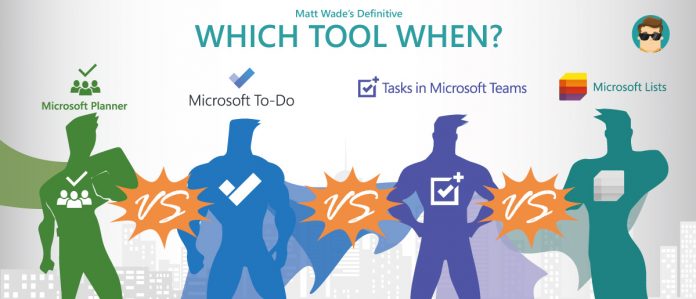 Matt Wade's Definitive
WHICH TOOL WHEN?
Microsoft Planner
Microsoft To-Do
Tasks in Microsoft Teams
Microsoft Lists
VS
VS
VS